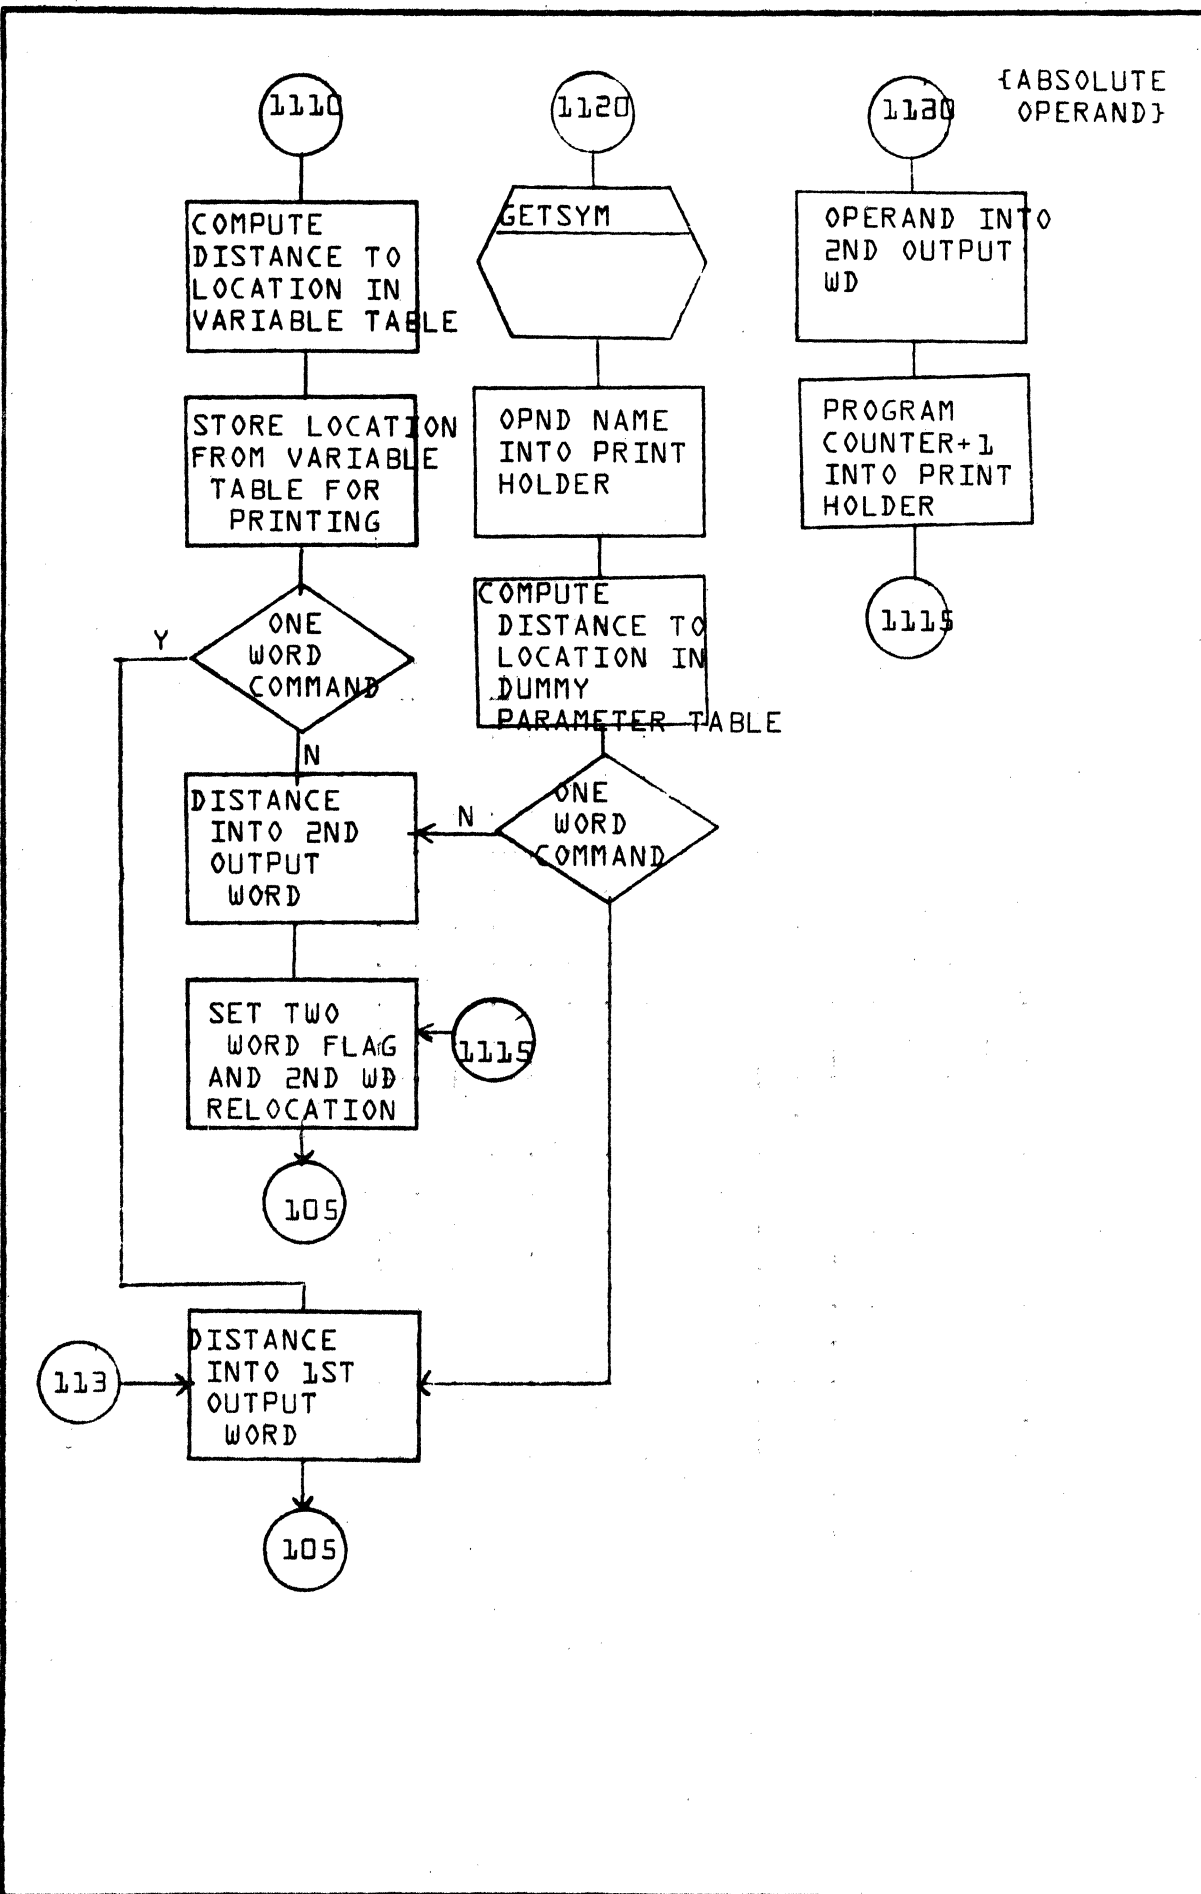 1110
COMPUTE
DISTANCE TO
LOCATION IN
VARIABLE TABLE
STORE LOCATION
FROM VARIABLE
TABLE FOR
PRINTING
ONE
WORD
COMMAND
Y
N
DISTANCE
INTO 2ND
OUTPUT
WORD
SET TWO
WORD FLAG
AND 2ND WD
RELOCATION
1115
105
113
DISTANCE
INTO 1ST
OUTPUT
WORD
105
1120
GETSYM
OPND NAME
INTO PRINT
HOLDER
COMPUTE
DISTANCE TO
LOCATION IN
DUMMY
PARAMETER TABLE
ONE
WORD
COMMAND
N
1130
{ABSOLUTE
OPERAND}
OPERAND INTO
2ND OUTPUT
WD
PROGRAM
COUNTER+1
INTO PRINT
HOLDER
1115